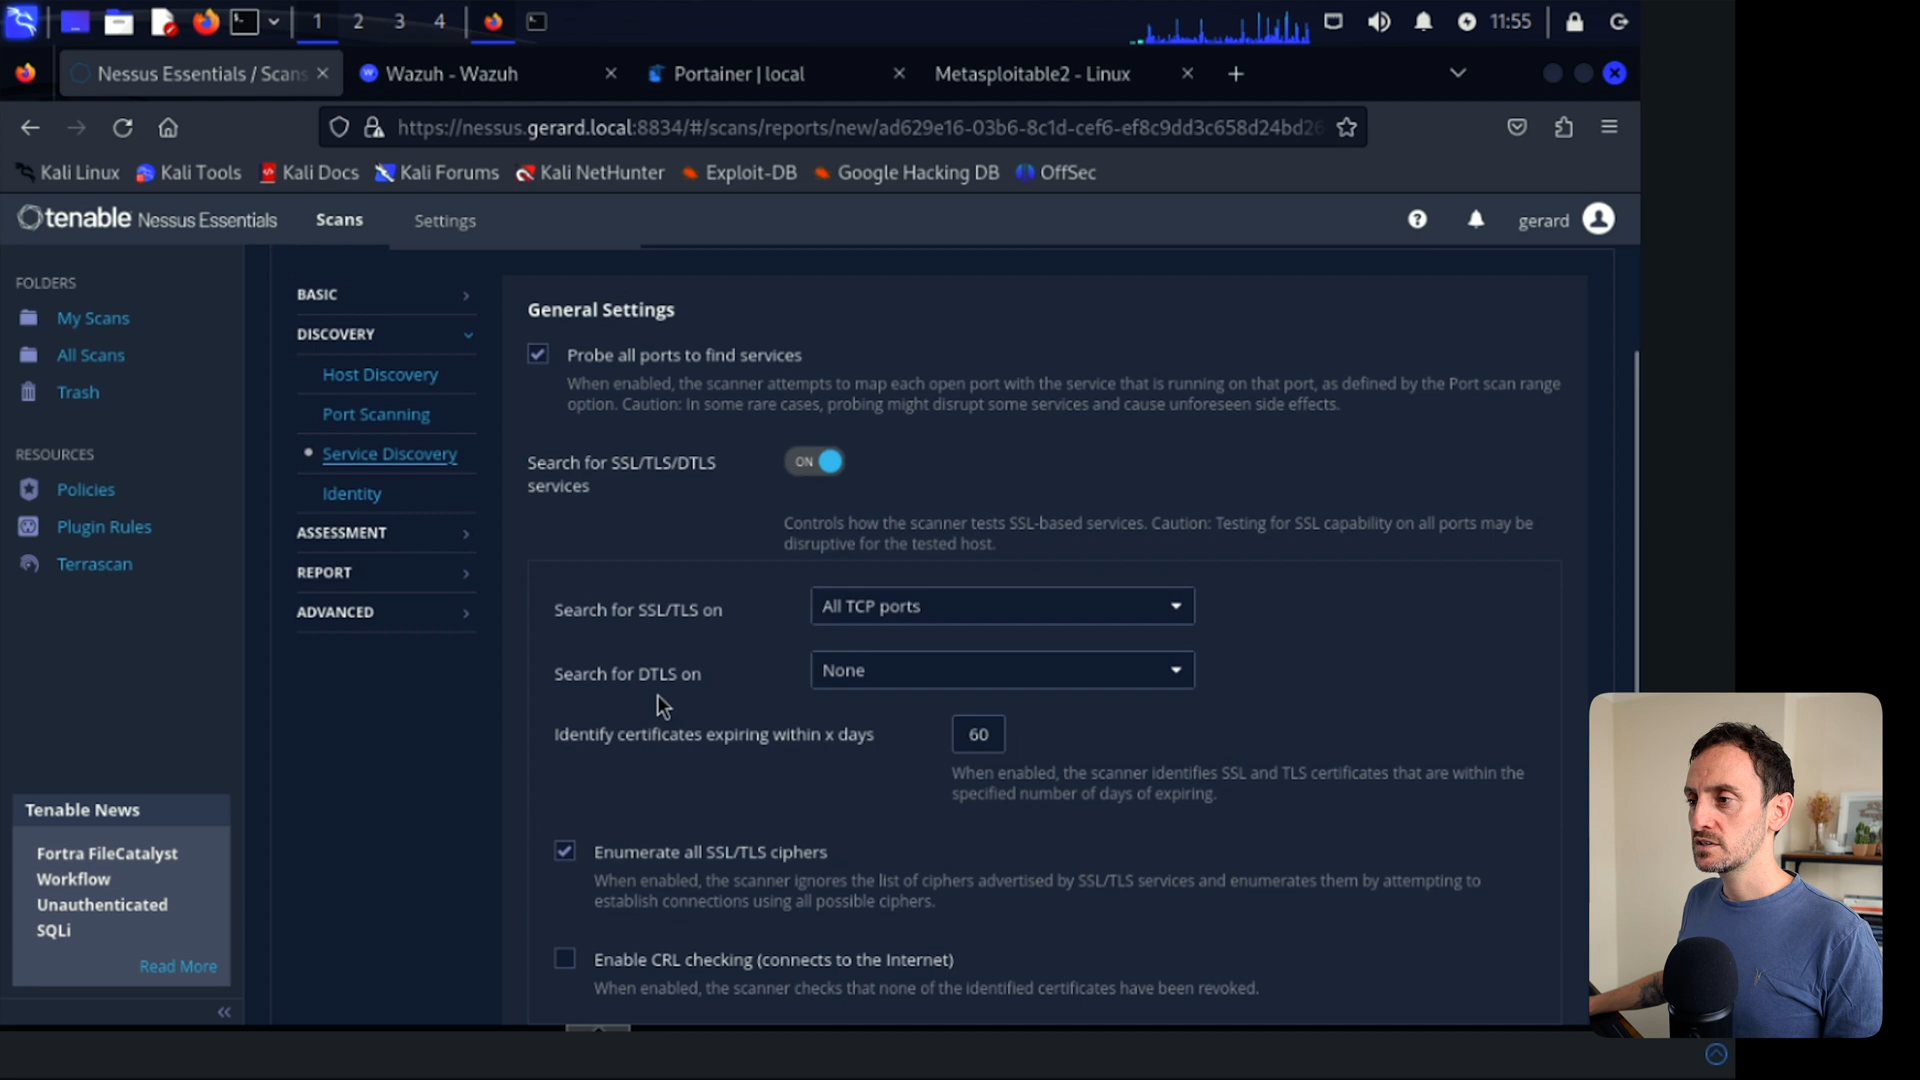 1 2 3 4 11:55
Nessus Essentials / Scans Wazuh - Wazuh Portainer | local Metasploitable2 - Linux
https://nessus.gerard.local:8834/#/scans/reports/new/ad629e16-03b6-8c1d-cef6-ef8c9dd3c658d24bd26
Kali Linux Kali Tools Kali Docs Kali Forums Kali NetHunter Exploit-DB Google Hacking DB OffSec
tenable Nessus Essentials Scans Settings gerard
FOLDERS
My Scans
All Scans
Trash
RESOURCES
Policies
Plugin Rules
Terrascan
Tenable News
Fortra FileCatalyst
Workflow
Unauthenticated
SQLi
Read More
BASIC
DISCOVERY
Host Discovery
Port Scanning
Service Discovery
Identity
ASSESSMENT
REPORT
ADVANCED
General Settings
Probe all ports to find services
When enabled, the scanner attempts to map each open port with the service that is running on that port, as defined by the Port scan range
option. Caution: In some rare cases, probing might disrupt some services and cause unforeseen side effects.
Search for SSL/TLS/DTLS
services
ON
Controls how the scanner tests SSL-based services. Caution: Testing for SSL capability on all ports may be
disruptive for the tested host.
Search for SSL/TLS on All TCP ports
Search for DTLS on None
Identify certificates expiring within x days 60
When enabled, the scanner identifies SSL and TLS certificates that are within the
specified number of days of expiring.
Enumerate all SSL/TLS ciphers
When enabled, the scanner ignores the list of ciphers advertised by SSL/TLS services and enumerates them by attempting to
establish connections using all possible ciphers.
Enable CRL checking (connects to the Internet)
When enabled, the scanner checks that none of the identified certificates have been revoked.